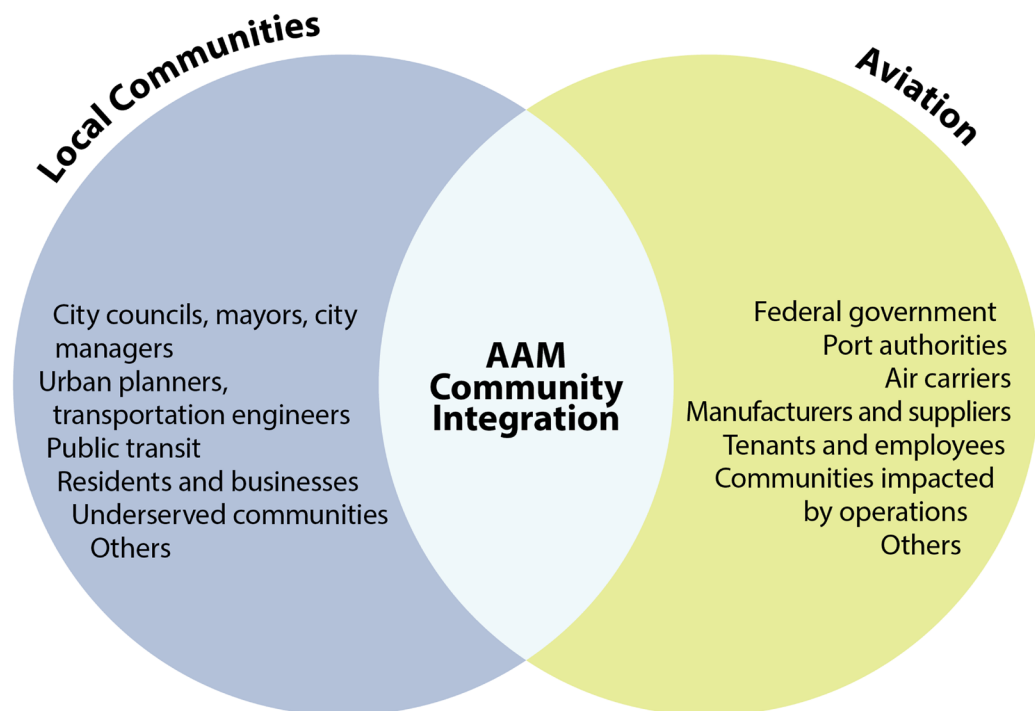 Local Communities
City councils, mayors, city
managers
Urban planners,
transportation engineers
Public transit
Residents and businesses
Underserved communities
Others
AAM
Community
Integration
Aviation
Federal government
Port authorities
Air carriers
Manufacturers and suppliers
Tenants and employees
Communities impacted
by operations
Others